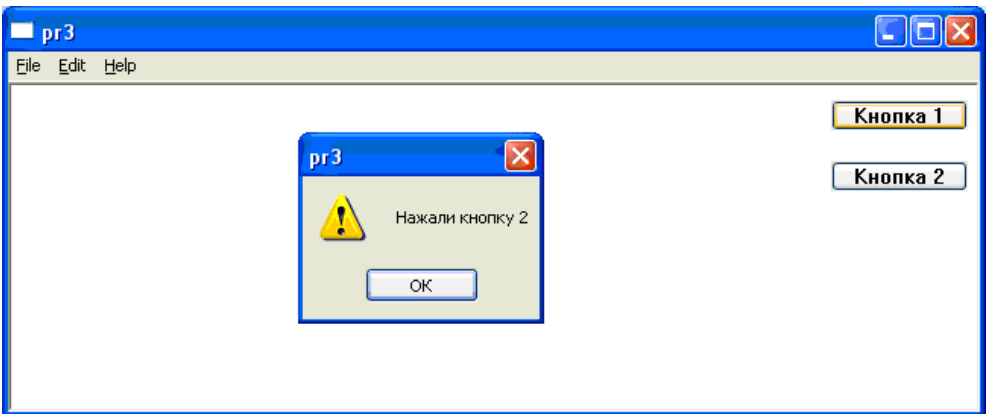 pr3
File Edit Help
Кнопка 1
pr3
Кнопка 2
Нажали кнопку 2
OK